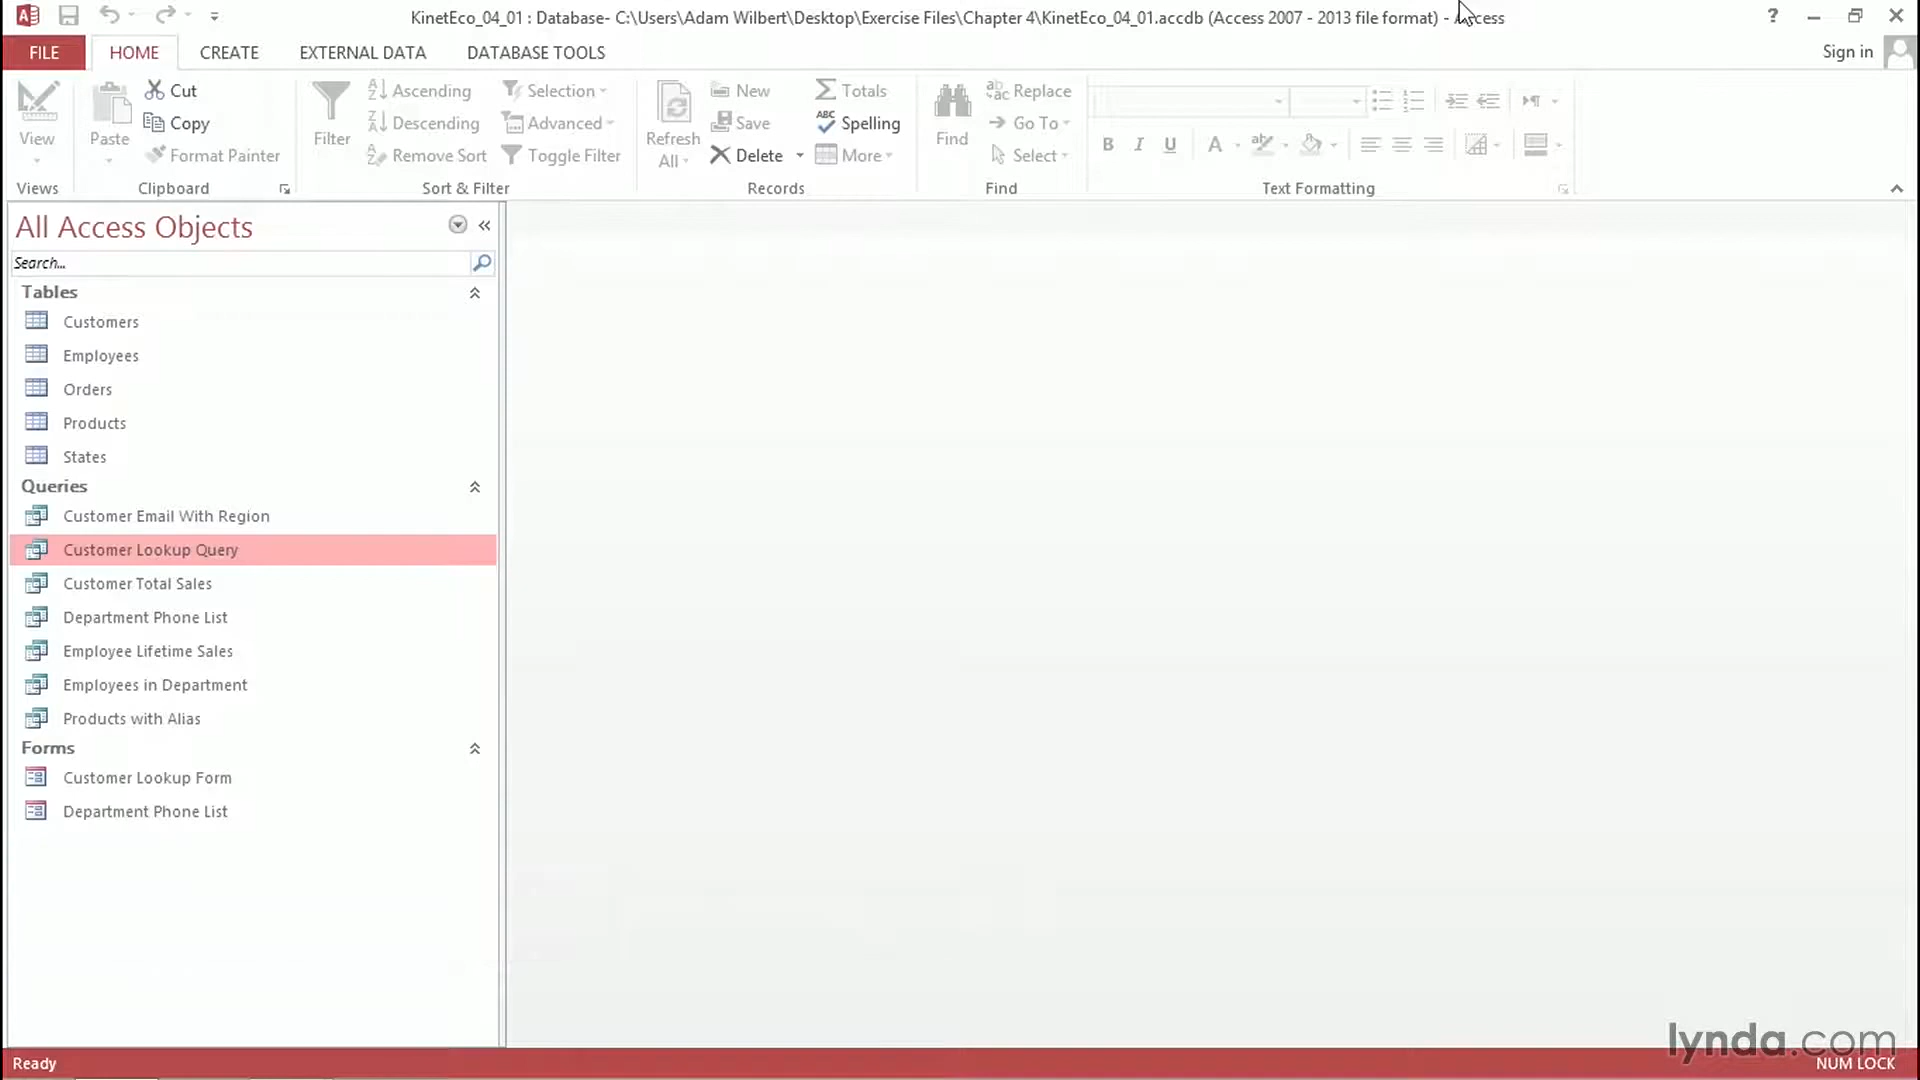 KinetEco_04_01 : Database- C:\Users\Adam Wilbert\Desktop\Exercise Files\Chapter 4\KinetEco_04_01.accdb (Access 2007 - 2013 file format) - Access
?
FILE HOME CREATE EXTERNAL DATA DATABASE TOOLS
Sign in
View
Views
Paste
Cut
Copy
Format Painter
Clipboard
Filter
Ascending
Descending
Remove Sort
Selection
Advanced
Toggle Filter
Sort & Filter
Refresh
All
New
Save
Delete
Totals
Spelling
More
Records
Find
Replace
Go To
Select
Find
B I U A
Text Formatting
All Access Objects
Search...
Tables
Customers
Employees
Orders
Products
States
Queries
Customer Email With Region
Customer Lookup Query
Customer Total Sales
Department Phone List
Employee Lifetime Sales
Employees in Department
Products with Alias
Forms
Customer Lookup Form
Department Phone List
lynda.com
Ready
NUM LOCK